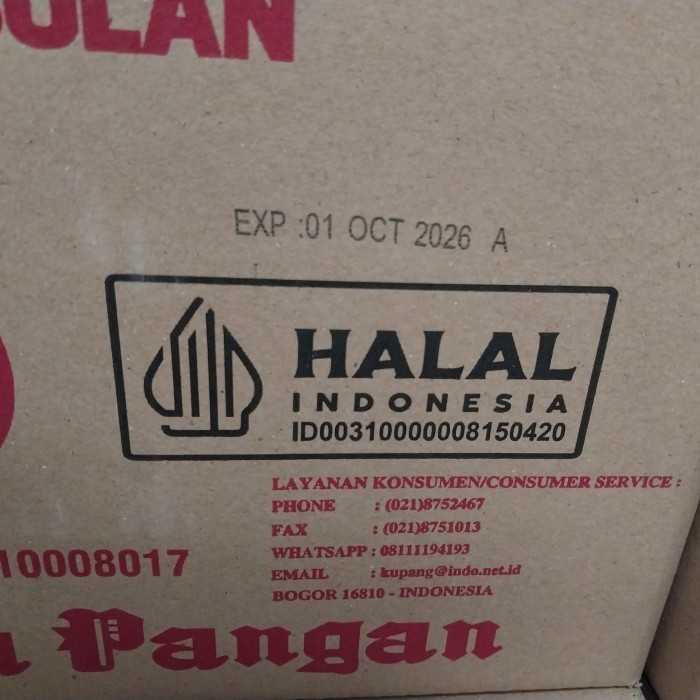 EXP :01 OCT 2026 A
HALAL
INDONESIA
ID00310000008150420
LAYANAN KONSUMEN/CONSUMER SERVICE :
PHONE : (021)8752467
FAX : (021)8751013
WHATSAPP : 08111194193
EMAIL : kupang@indo.net.id
BOGOR 16810 - INDONESIA
10008017
Pangan